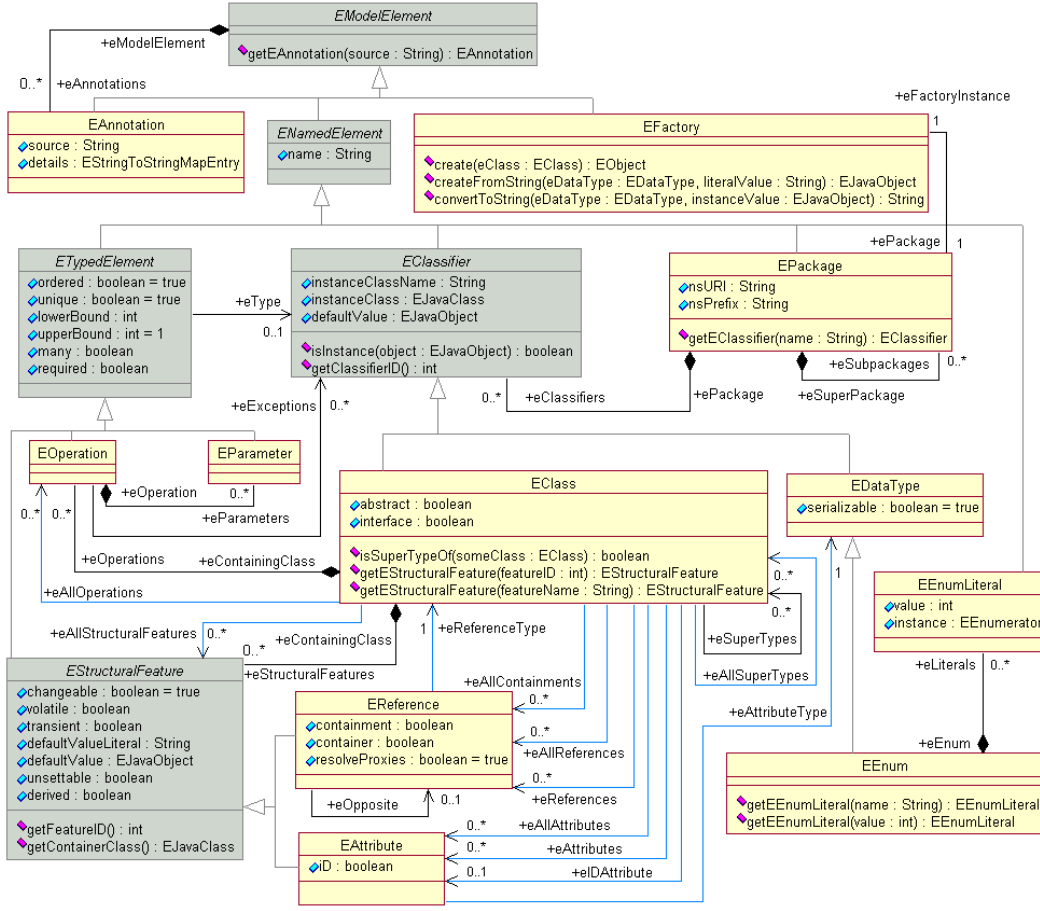 EModelElement
getEAnnotation(source : String) : EAnnotation
+eModelElement
0..*
+eAnnotations
+eFactoryInstance
1
EAnnotation
source : String
details : EStringToStringMapEntry
ENamedElement
name : String
EFactory
create(eClass : EClass) : EObject
createFromString(eDataType : EDataType, literalValue : String) : EJavaObject
convertToString(eDataType : EDataType, instanceValue : EJavaObject) : String
+ePackage
1
ETypedElement
ordered : boolean = true
unique : boolean = true
lowerBound : int
upperBound : int = 1
many : boolean
required : boolean
+eType
0..1
EClassifier
instanceClassName : String
instanceClass : EJavaClass
defaultValue : EJavaObject
isInstance(object : EJavaObject) : boolean
getClassifierID() : int
EPackage
nsURI : String
nsPrefix : String
getEClassifier(name : String) : EClassifier
+eSubpackages
0..*
+eSuperPackage
+ePackage
0..*
+eClassifiers
+eExceptions
0..*
EOperation
EParameter
+eOperation
0..*
+eParameters
0..*
0..*
+eOperations
+eContainingClass
+eAllOperations
EClass
abstract : boolean
interface : boolean
isSuperTypeOf(someClass : EClass) : boolean
getEStructuralFeature(featureID : int) : EStructuralFeature
getEStructuralFeature(featureName : String) : EStructuralFeature
EDataType
serializable : boolean = true
0..*
0..*
+eSuperTypes
+eAllSuperTypes
1
EEnumLiteral
value : int
instance : EEnumerator
+eLiterals
0..*
+eAllStructuralFeatures
0..*
+eContainingClass
0..*
+eStructuralFeatures
1
+eReferenceType
EStructuralFeature
changeable : boolean = true
volatile : boolean
transient : boolean
defaultValueLiteral : String
defaultValue : EJavaObject
unsettable : boolean
derived : boolean
getFeatureID() : int
getContainerClass() : EJavaClass
+eAllContainments
0..*
EReference
containment : boolean
container : boolean
resolveProxies : boolean = true
0..*
+eAllReferences
0..*
+eReferences
+eOpposite
0..1
+eAttributeType
+eEnum
EEnum
getEEnumLiteral(name : String) : EEnumLiteral
getEEnumLiteral(value : int) : EEnumLiteral
EAttribute
iD : boolean
0..*
+eAllAttributes
0..*
+eAttributes
0..1
+eIDAttribute